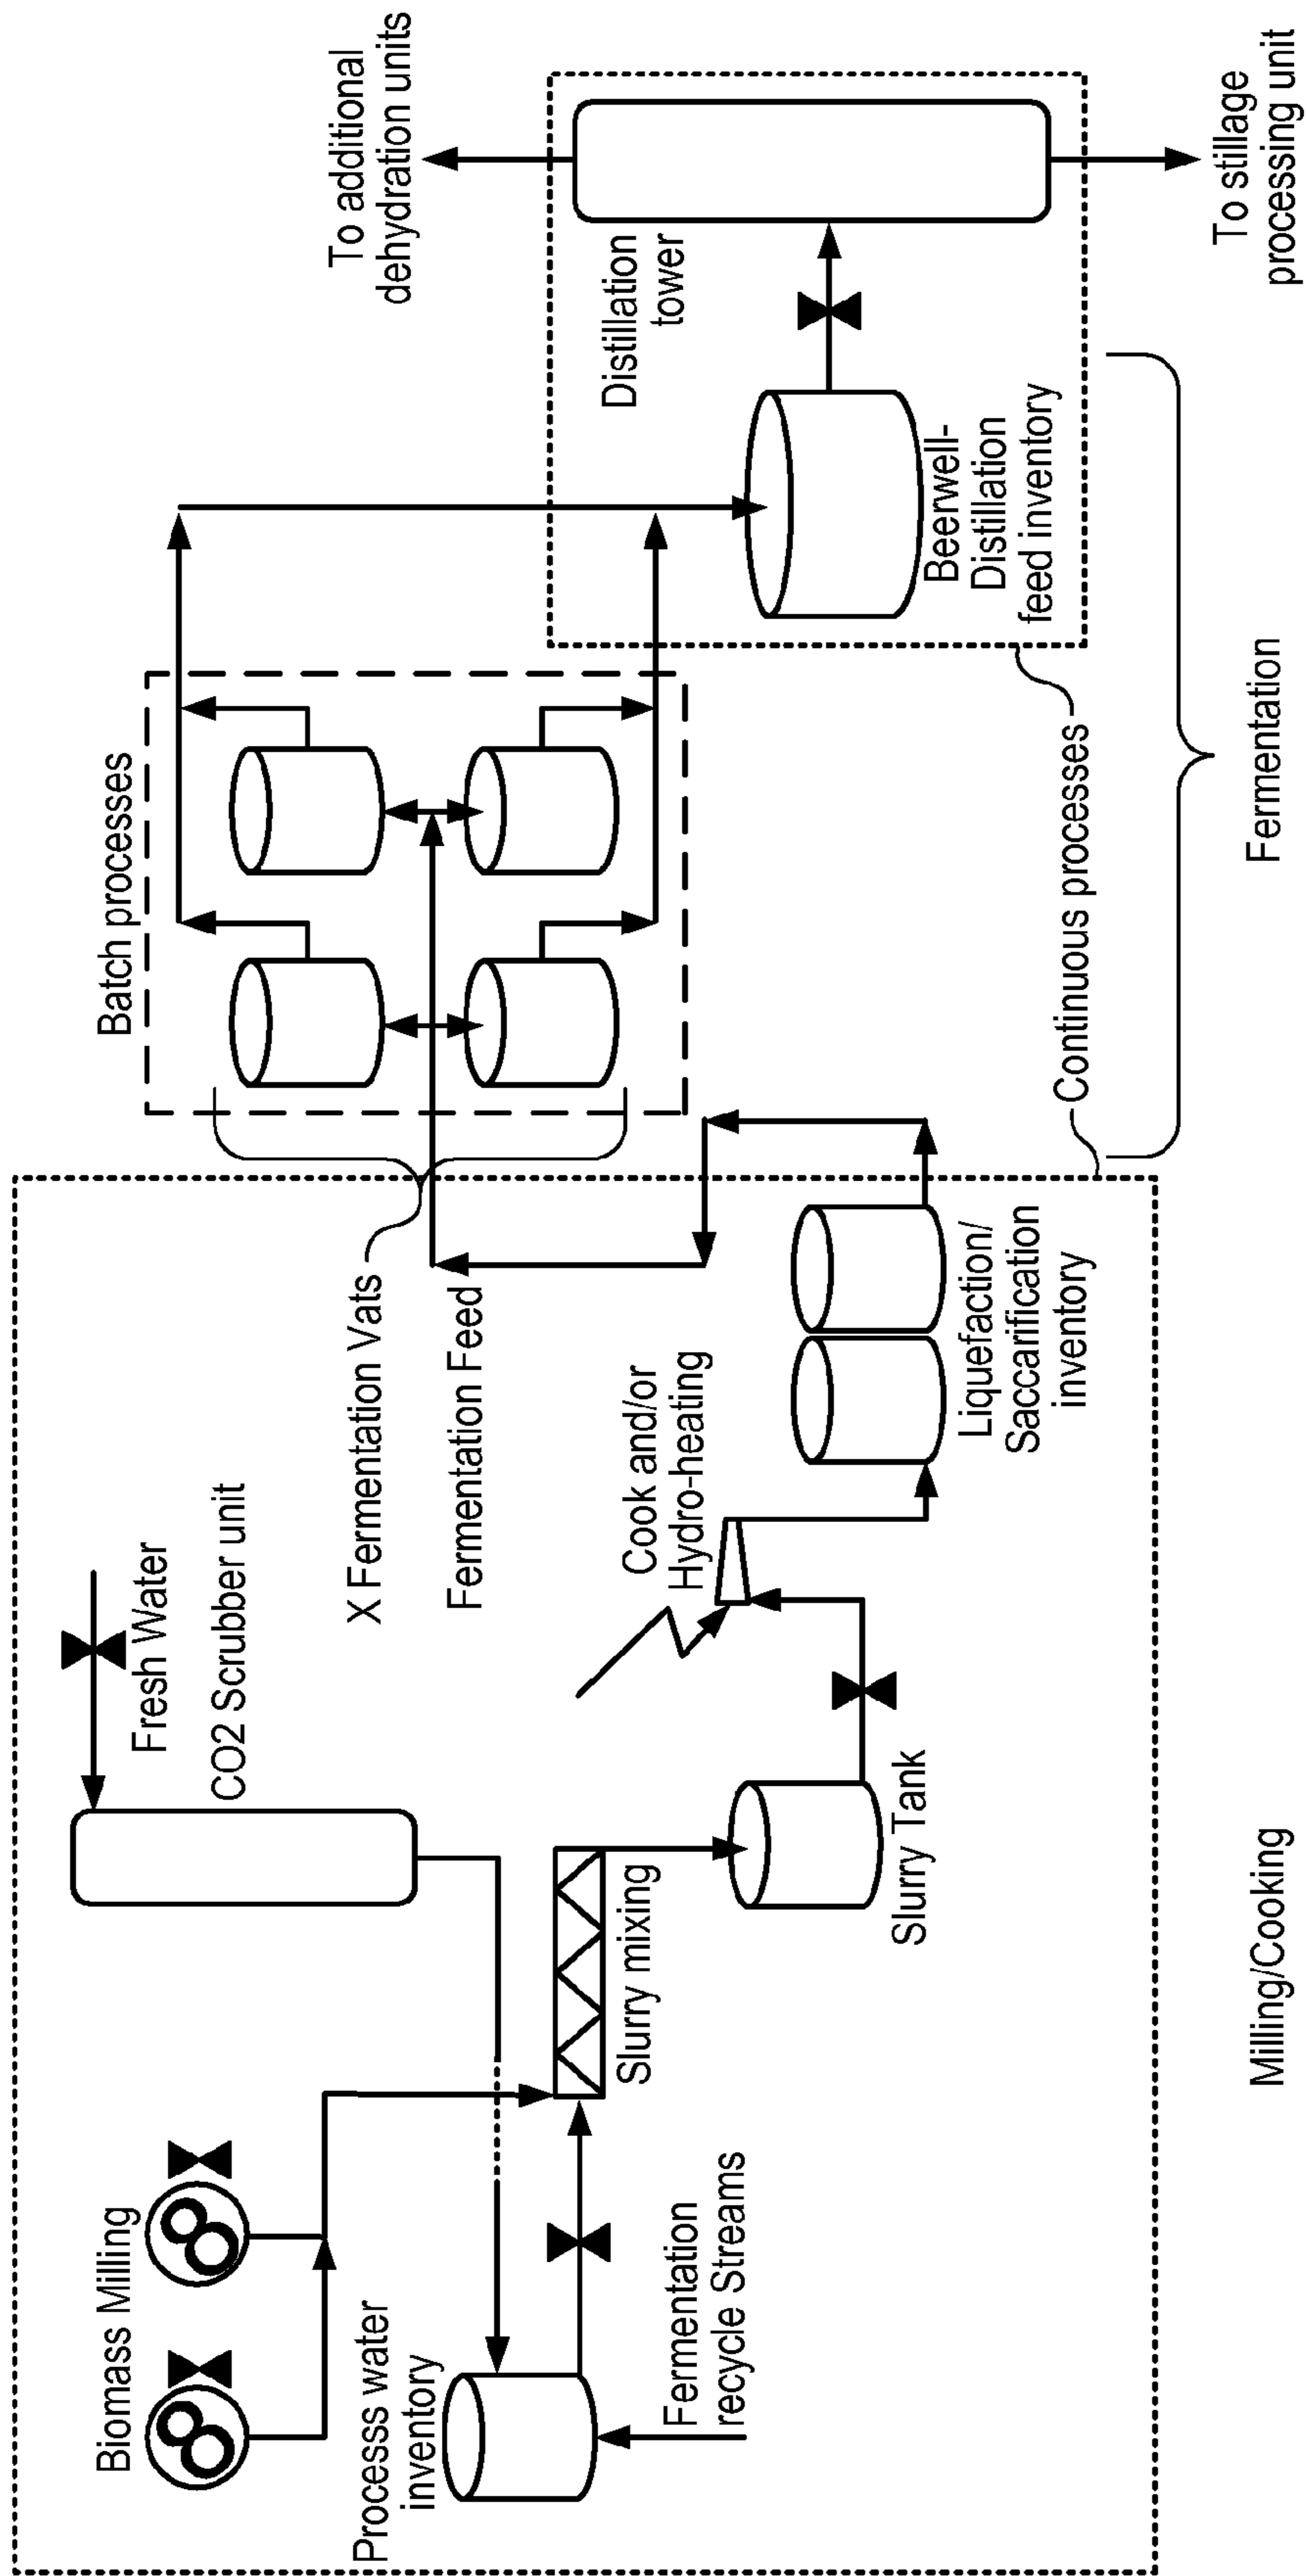 Biomass Milling
Processs water
inventory
Fermentation
recycle Streams
Fresh Water
CO2 Scrubber unit
Slurry mixing
Slurry Tank
Cook and/or
Hydro-heating
X Fermentation Vats
Fermentation Feed
Liquefaction/
Saccarification
inventory
Milling/Cooking
Batch processes
Continuous processes
Fermentation
Beerwell-
Distillation
feed inventory
Distillation
tower
To additional
dehydration units
To stillage
processing unit